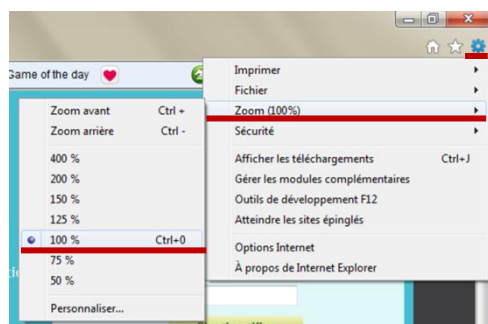 Game of the day
Imprimer
Fichier
Zoom (100%)
Sécurité
Afficher les téléchargements Ctrl+J
Gérer les modules complémentaires
Outils de développement F12
Atteindre les sites épinglés
Options Internet
À propos de Internet Explorer
Zoom avant Ctrl +
Zoom arrière Ctrl -
400 %
200 %
150 %
125 %
100 % Ctrl+0
75 %
50 %
Personnaliser...